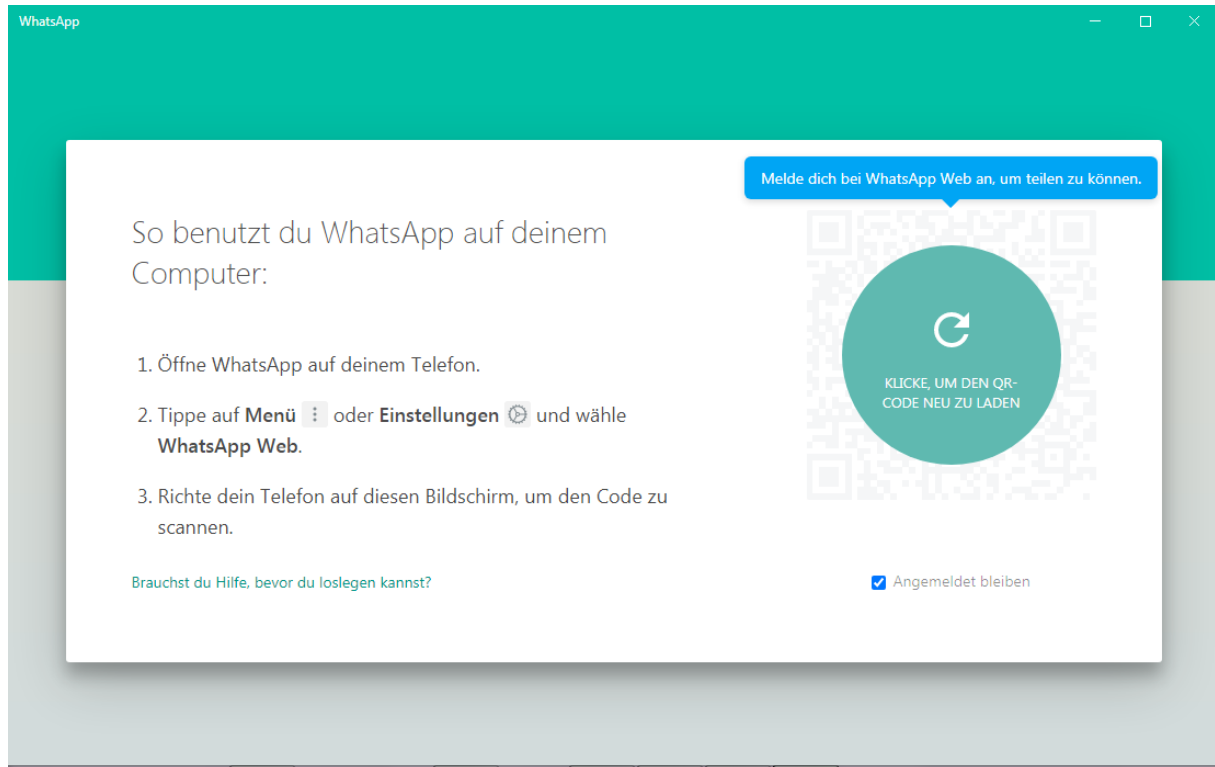 WhatsApp
Melde dich bei WhatsApp Web an, um teilen zu können.
So benutzt du WhatsApp auf deinem
Computer:
1. Öffne WhatsApp auf deinem Telefon.
2. Tippe auf Menü oder Einstellungen und wähle
WhatsApp Web.
3. Richte dein Telefon auf diesen Bildschirm, um den Code zu
scannen.
Brauchst du Hilfe, bevor du loslegen kannst?
KLICKE, UM DEN QR-
CODE NEU ZU LADEN
Angemeldet bleiben